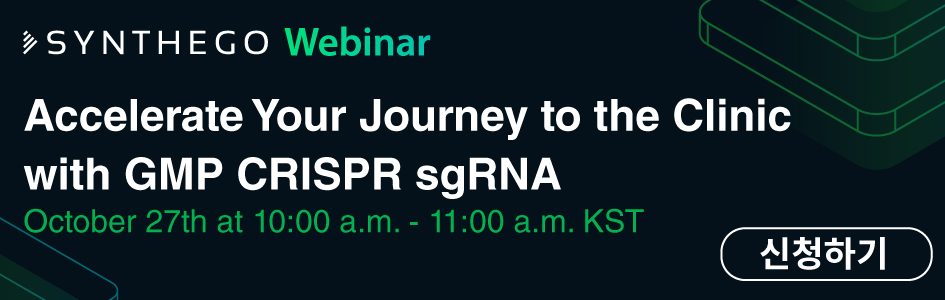 SYNTHEGO Webinar
Accelerate Your Journey to the Clinic
with GMP CRISPR sgRNA
October 27th at 10:00 a.m. - 11:00 a.m. KST
신청하기